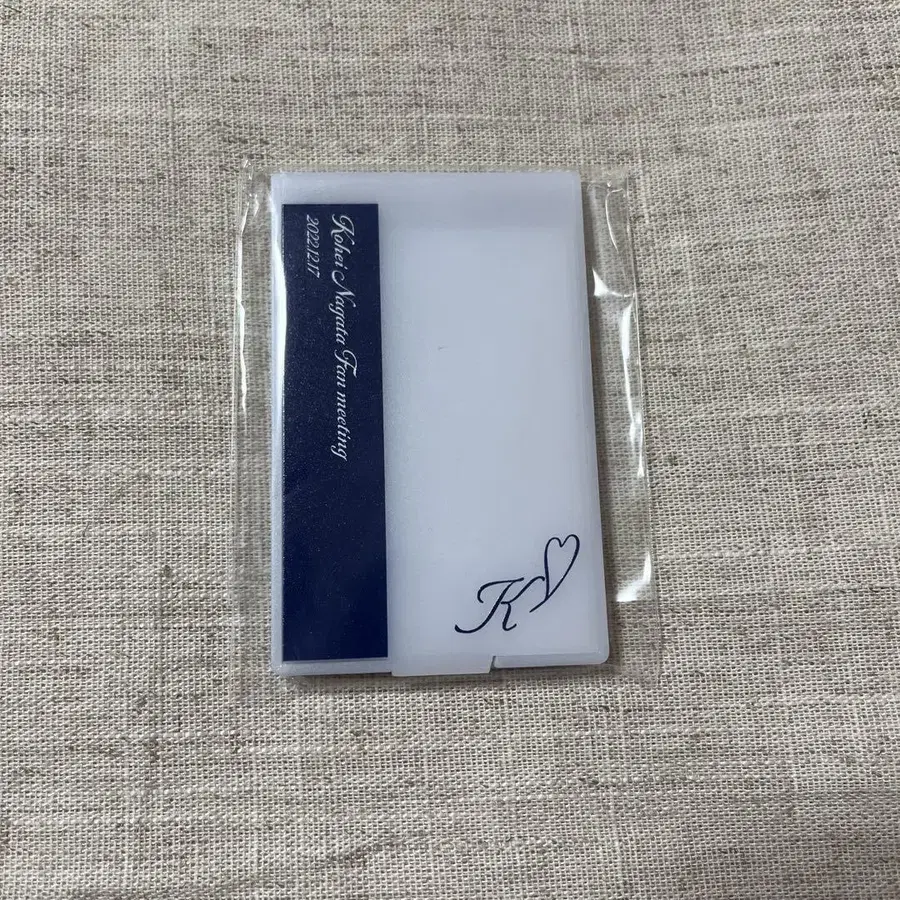 Kohei Nagata Fan meeting
2022.12.17
K